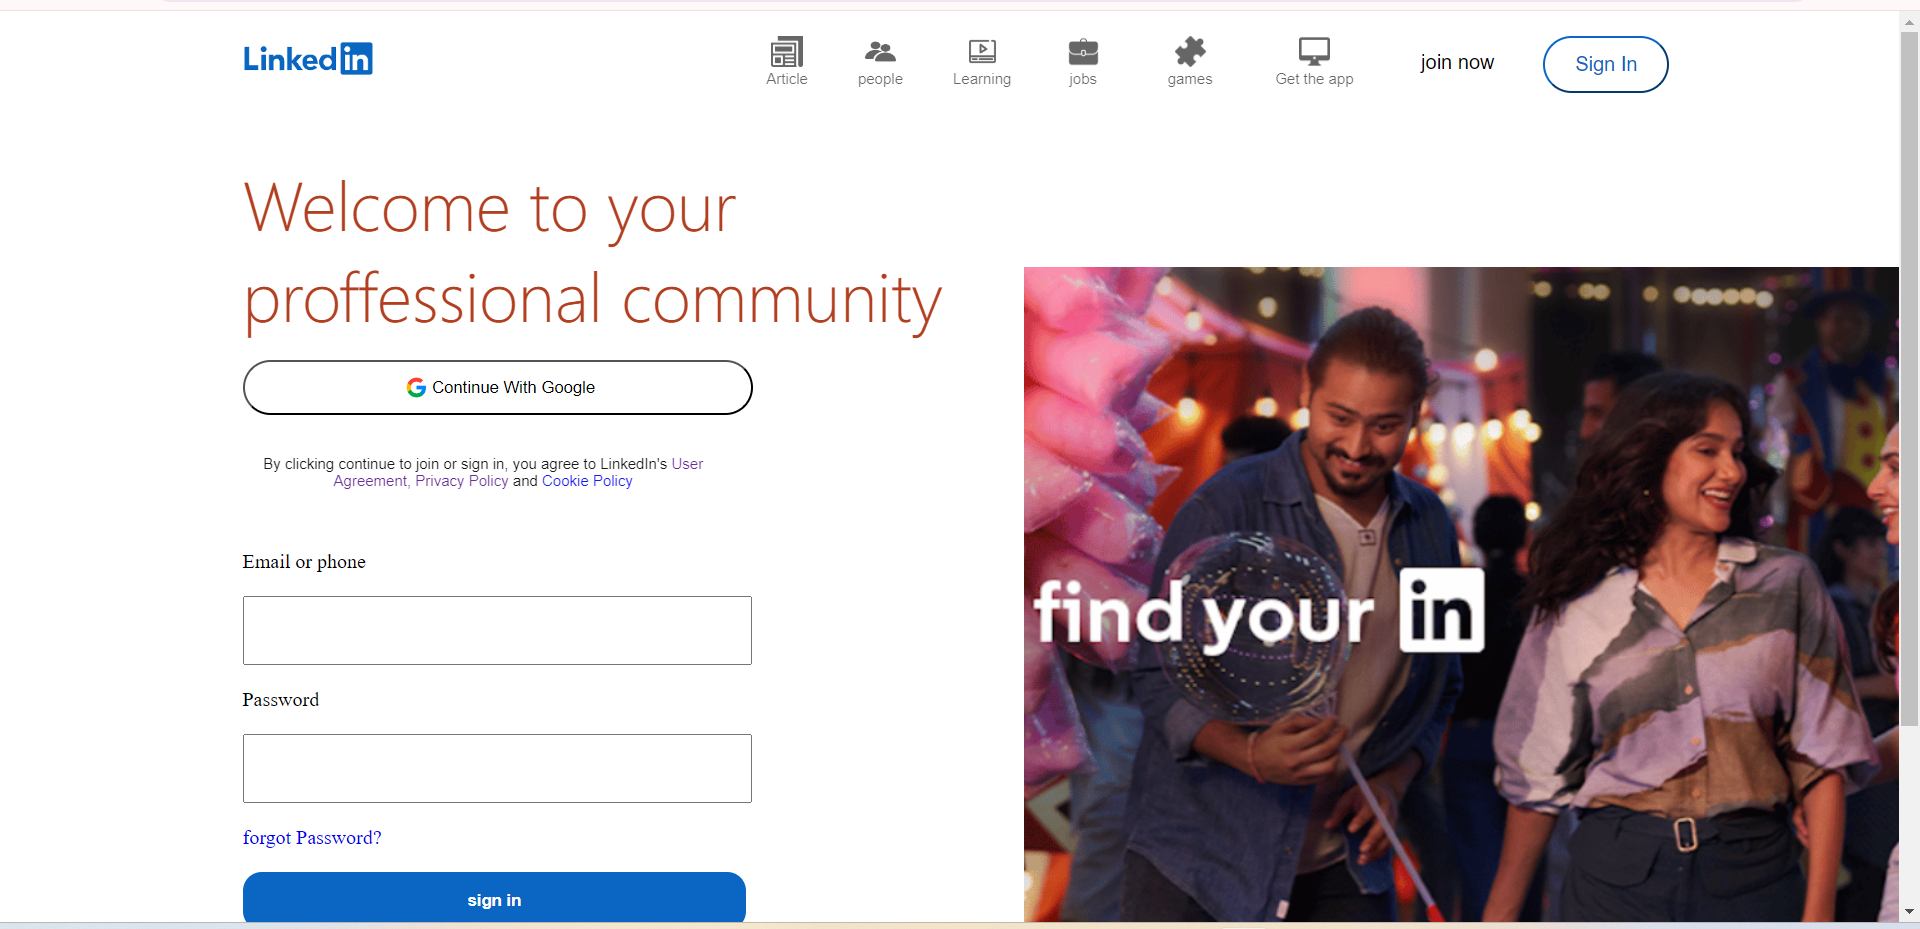 Linked in
Article people Learning jobs games Get the app join now Sign In
Welcome to your
proffessional community
Continue With Google
By clicking continue to join or sign in, you agree to LinkedIn's User
Agreement, Privacy Policy and Cookie Policy
Email or phone
find your in
Password
forgot Password?
sign in